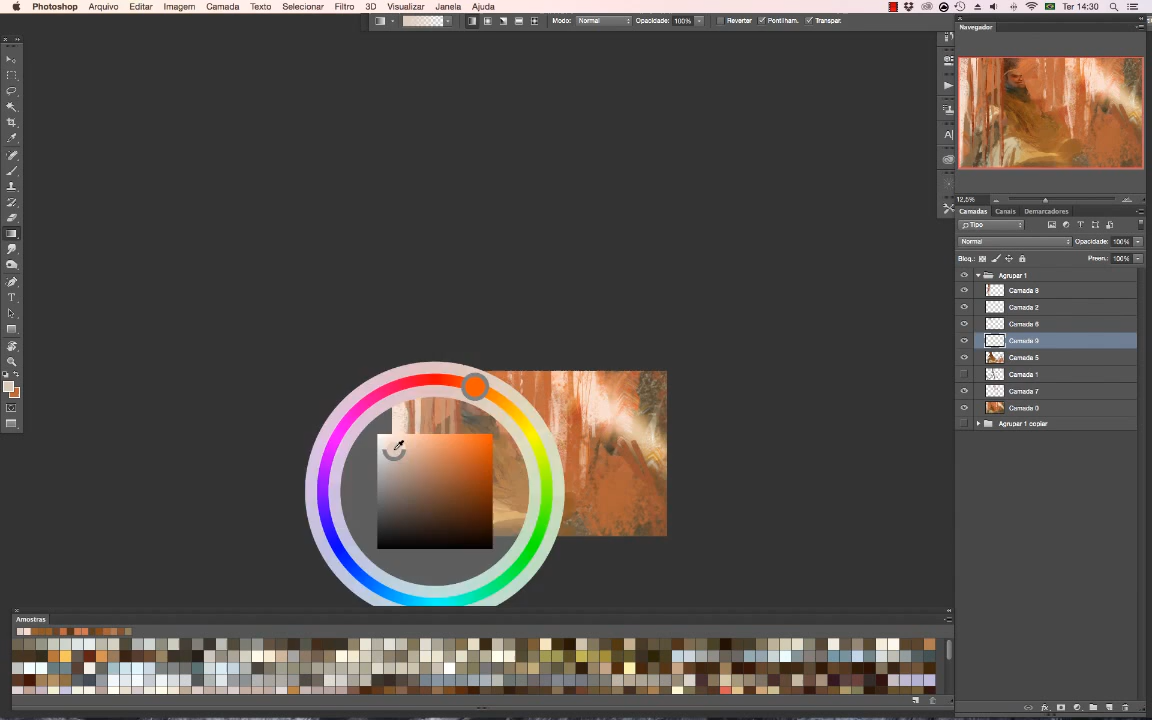 Photoshop Arquivo Editar Imagem Camada Texto Selecionar Filtro 3D Visualizar Janela Ajuda Ter 14:30
Modo: Normal Opacidade: 100% Reverter Pontilham. Transpar.
Navegador
12,5%
Camadas Canais Demarcadores
Tipo
Normal Opacidade: 100%
Bloq.: Preen.: 100%
Agrupar 1
Camada 8
Camada 2
Camada 6
Camada 9
Camada 5
Camada 1
Camada 7
Camada 0
Agrupar 1 copiar
Amostras